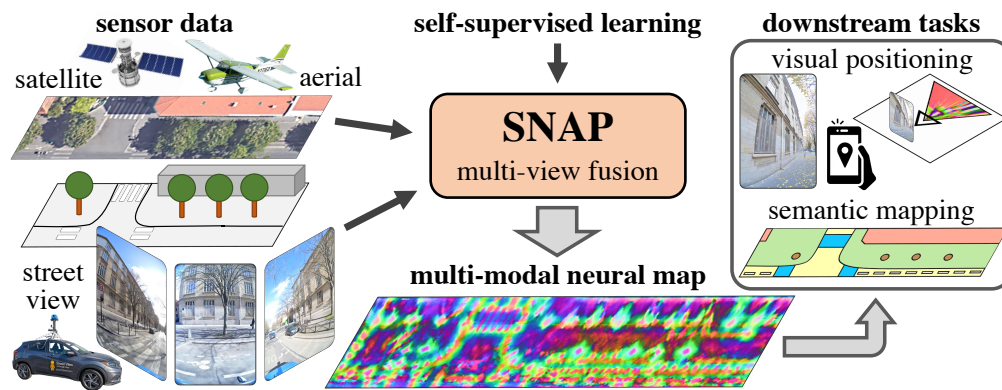 sensor data
satellite
aerial
street
view
self-supervised learning
SNAP
multi-view fusion
multi-modal neural map
downstream tasks
visual positioning
semantic mapping